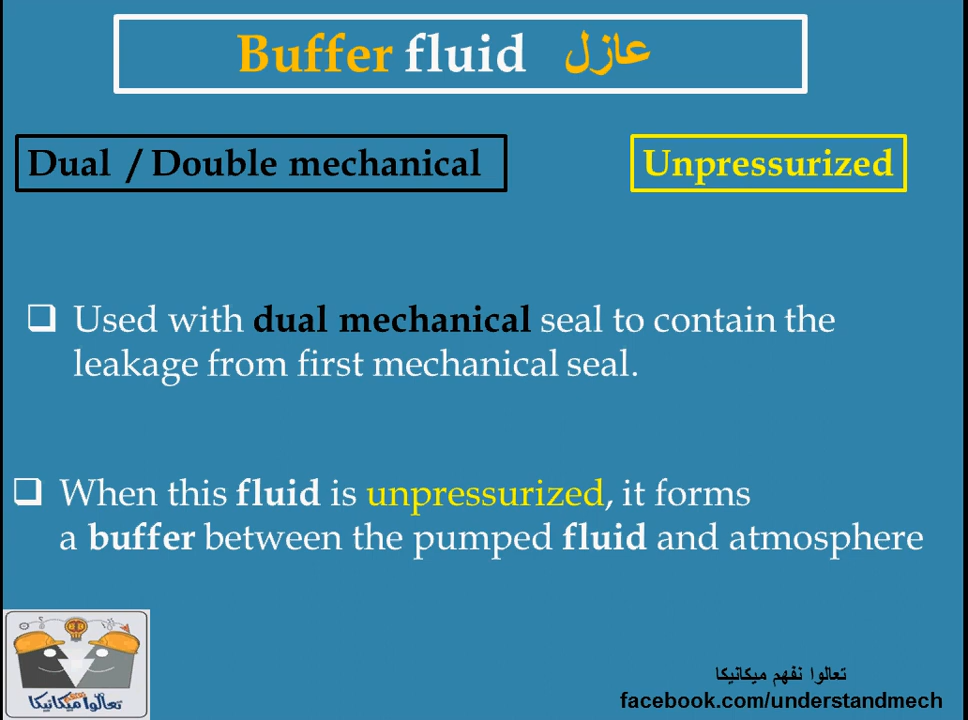 Buffer fluid عازل
Dual / Double mechanical
Unpressurized
Used with dual mechanical seal to contain the
leakage from first mechanical seal.
When this fluid is unpressurized, it forms
a buffer between the pumped fluid and atmosphere
تعالوا نفهم ميكانيكا
تعالوا نفهم ميكانيكا
facebook.com/understandmech